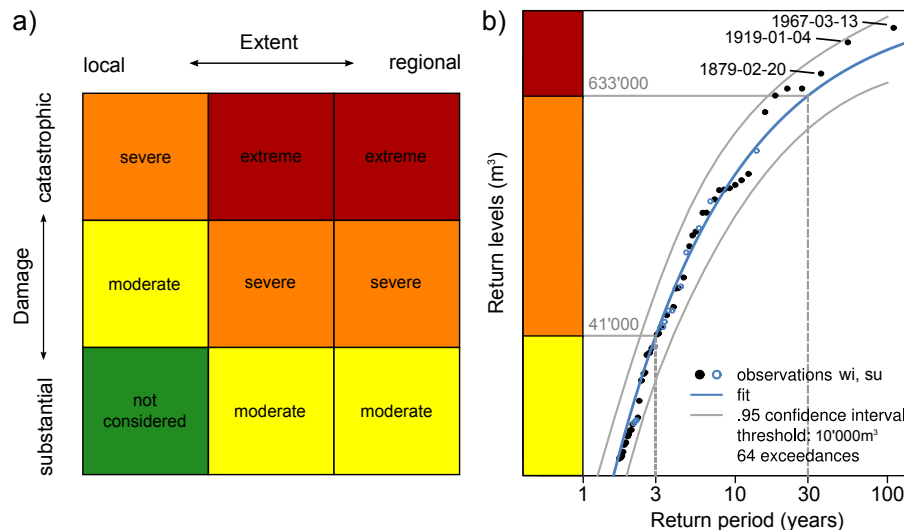 a)
Extent
local
regional
catastrophic
Damage
substantial
severe
extreme
extreme
moderate
severe
severe
not
considered
moderate
moderate
b)
Return levels (m³)
1967-03-13
1919-01-04
1879-02-20
633'000
41'000
observations wi, su
fit
.95 confidence interval
threshold: 10'000m³
64 exceedances
1 3 10 30 100
Return period (years)